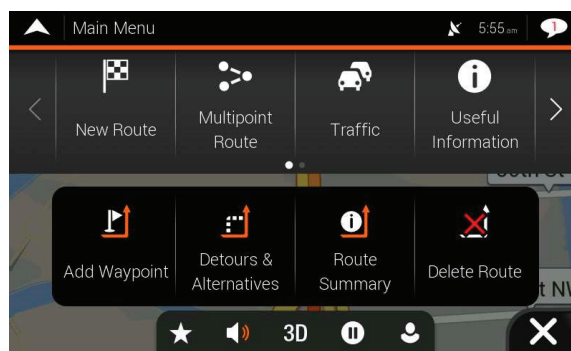 Main Menu
5:55 am
1
New Route
Multipoint
Route
Traffic
Useful
Information
Add Waypoint
Detours &
Alternatives
Route
Summary
Delete Route
3D